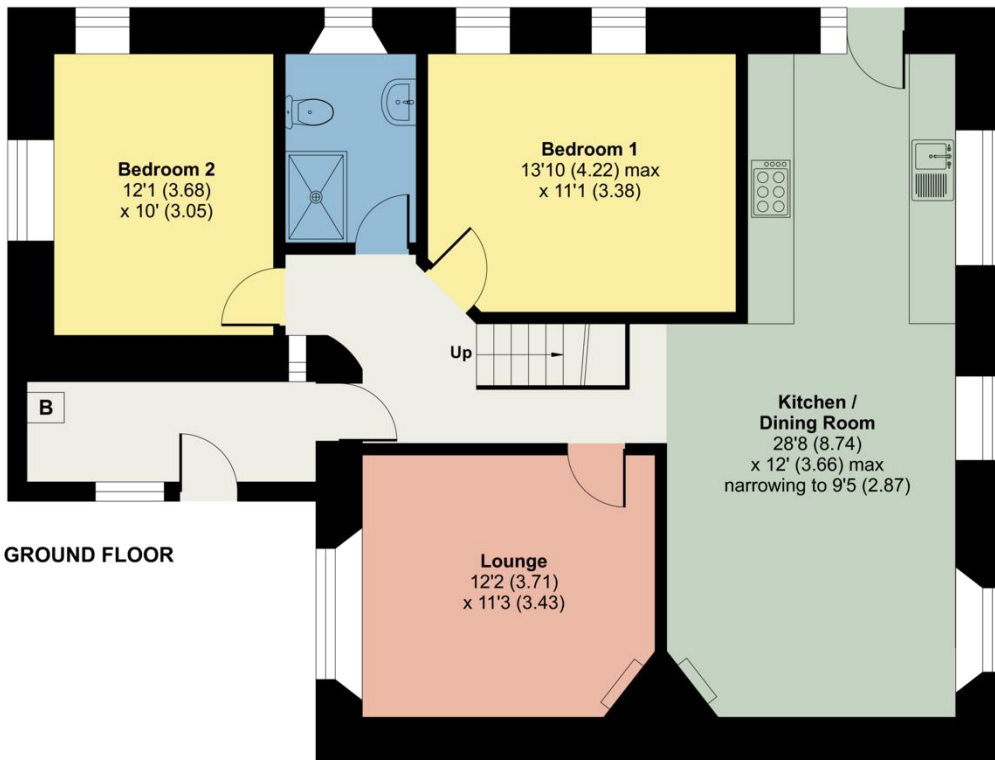 Bedroom 2
12'1 (3.68)
x 10' (3.05)
Bedroom 1
13'10 (4.22) max
x 11'1 (3.38)
Up
B
Kitchen /
Dining Room
28'8 (8.74)
x 12' (3.66) max
narrowing to 9'5 (2.87)
GROUND FLOOR
Lounge
12'2 (3.71)
x 11'3 (3.43)